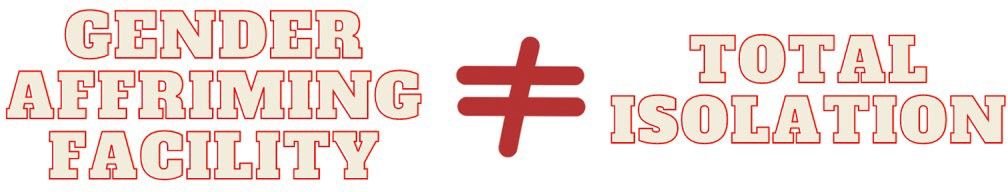 GENDER
AFFRIMING
FACILITY
≠
TOTAL
ISOLATION